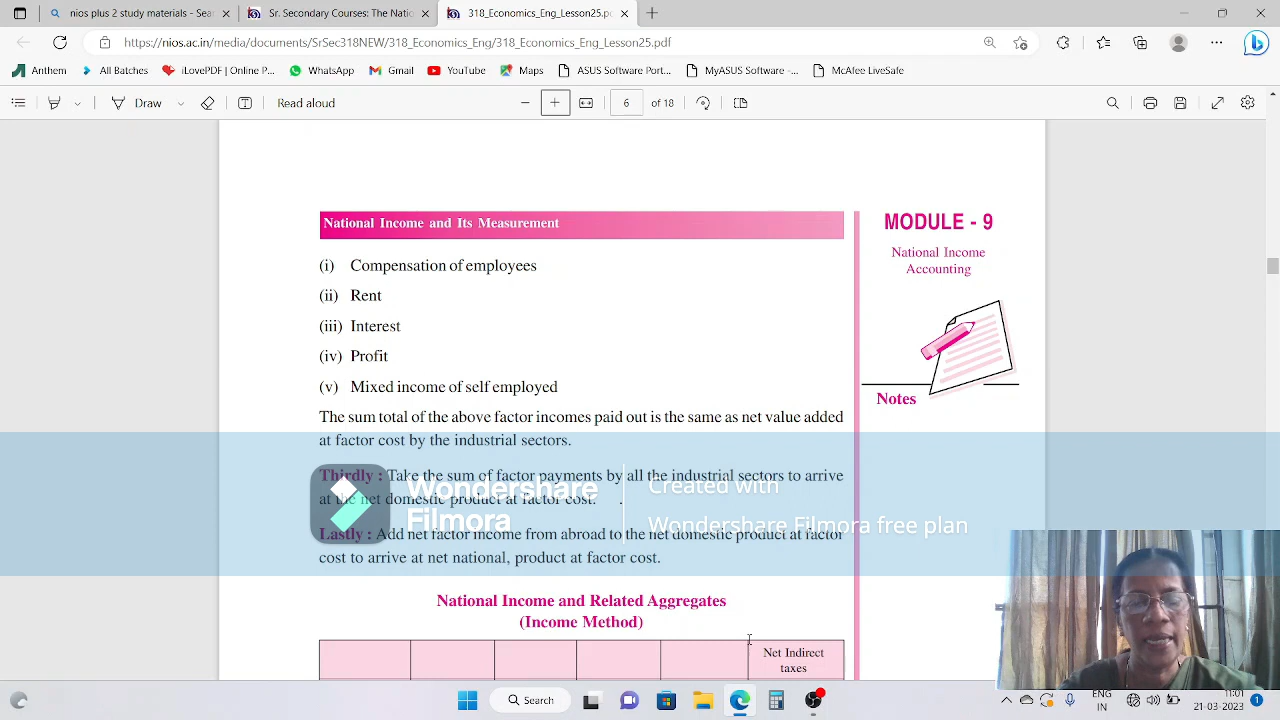 nios plus 2 study materials - Sea
Sr. Secondary Courses: The Natio
318_Economics_Eng_Lesson25.pd
https://nios.ac.in/media/documents/SrSec318NEW/318_Economics_Eng/318_Economics_Eng_Lesson25.pdf
Anthem
All Batches
iLovePDF | Online P...
WhatsApp
Gmail
YouTube
Maps
ASUS Software Port...
MyASUS Software -...
McAfee LiveSafe
Draw
Read aloud
6
of 18
National Income and Its Measurement
MODULE - 9
National Income
Accounting
Notes
(i) Compensation of employees
(ii) Rent
(iii) Interest
(iv) Profit
(v) Mixed income of self employed
The sum total of the above factor incomes paid out is the same as net value added
at factor cost by the industrial sectors.
Thirdly : Take the sum of factor payments by all the industrial sectors to arrive
at the net domestic product at factor cost.
Lastly : Add net factor income from abroad to the net domestic product at factor
cost to arrive at net national, product at factor cost.
Wondershare
Filmora
Created with
Wondershare Filmora free plan
National Income and Related Aggregates
(Income Method)
Net Indirect
taxes
Search
ENG
IN
11:01
21-03-2023
1